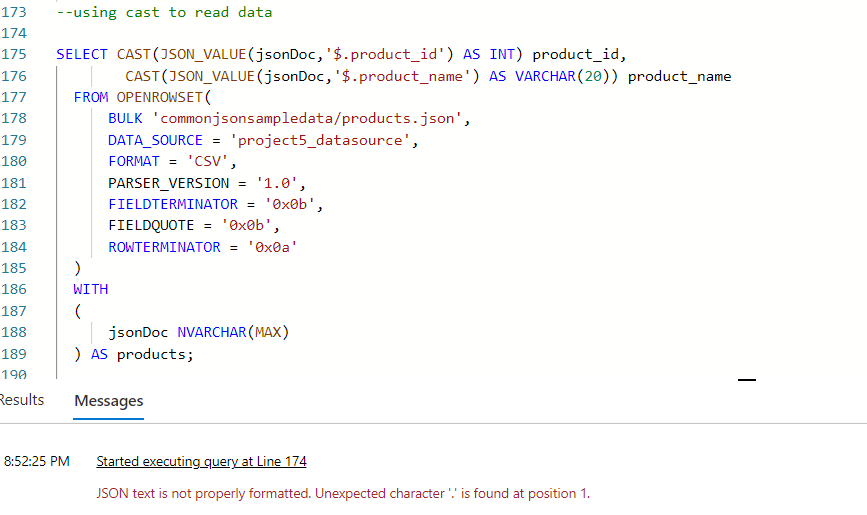 173 --using cast to read data
174
175 SELECT CAST(JSON_VALUE(jsonDoc,'$.product_id') AS INT) product_id,
176 CAST(JSON_VALUE(jsonDoc,'$.product_name') AS VARCHAR(20)) product_name
177 FROM OPENROWSET(
178 BULK 'commonjsonsampledata/products.json',
179 DATA_SOURCE = 'project5_datasource',
180 FORMAT = 'CSV',
181 PARSER_VERSION = '1.0',
182 FIELDTERMINATOR = '0x0b',
183 FIELDQUOTE = '0x0b',
184 ROWTERMINATOR = '0x0a'
185 )
186 WITH
187 (
188 jsonDoc NVARCHAR(MAX)
189 ) AS products;
190
Results Messages
8:52:25 PM Started executing query at Line 174
JSON text is not properly formatted. Unexpected character '.' is found at position 1.